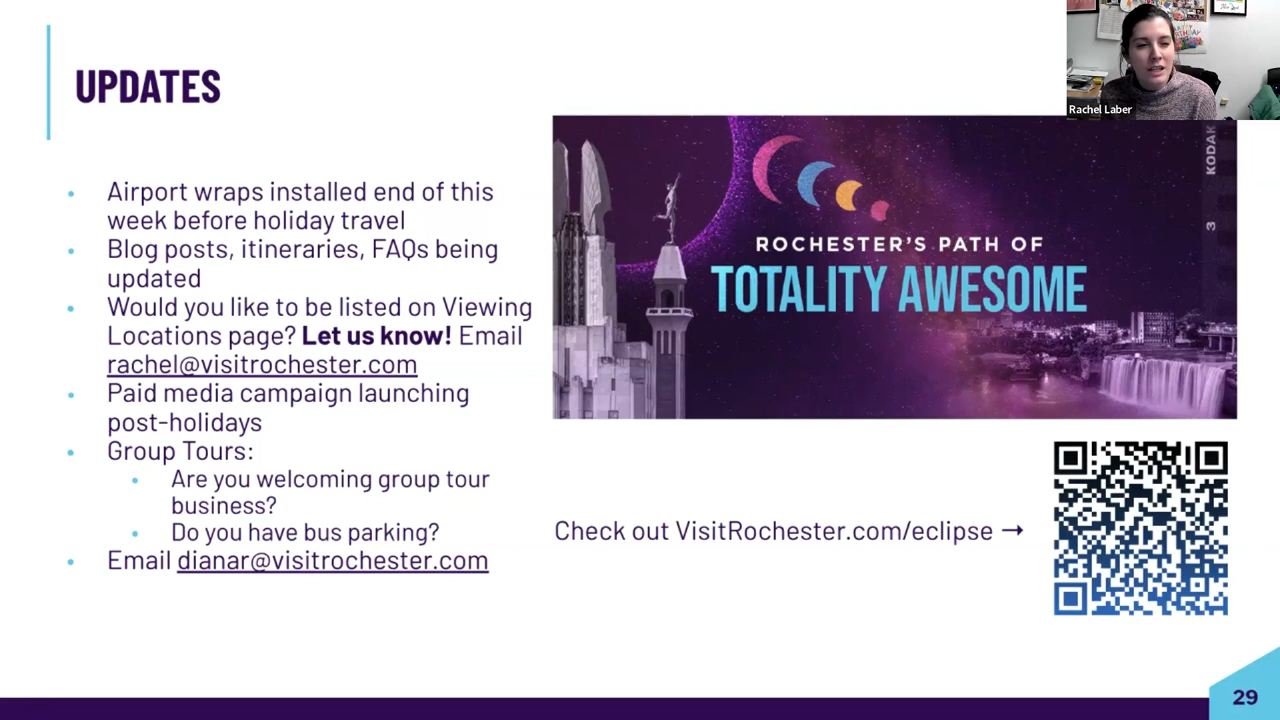 UPDATES
Rachel Laber
• Airport wraps installed end of this
week before holiday travel
• Blog posts, itineraries, FAQs being
updated
• Would you like to be listed on Viewing
Locations page? Let us know! Email
rachel@visitrochester.com
• Paid media campaign launching
post-holidays
• Group Tours:
• Are you welcoming group tour
business?
• Do you have bus parking?
• Email dianar@visitrochester.com
ROCHESTER'S PATH OF
TOTALITY AWESOME
KODAK
3
Check out VisitRochester.com/eclipse →
29